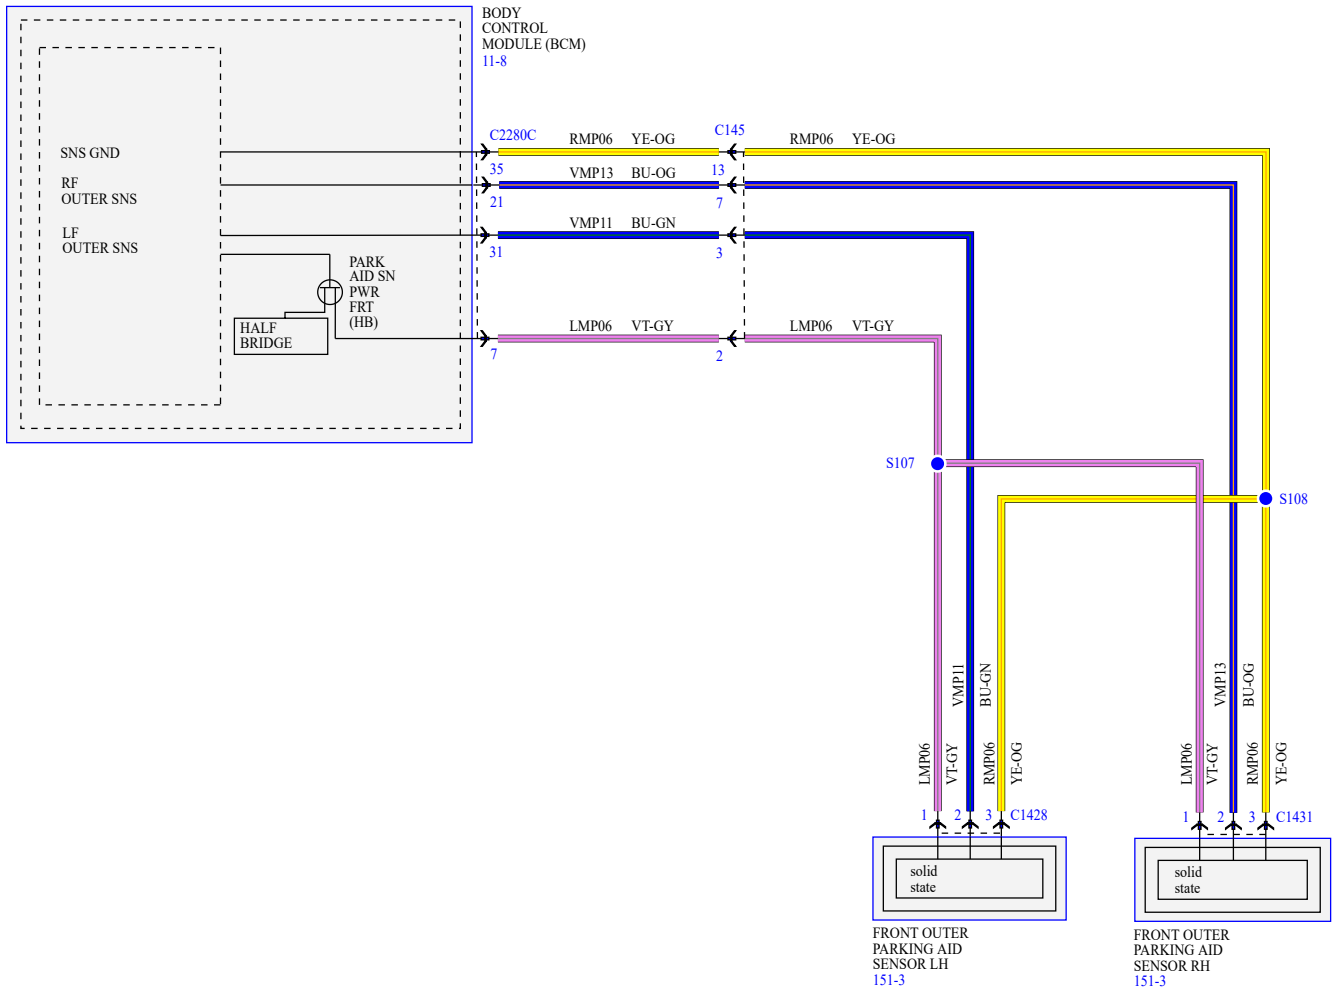 BODY
CONTROL
MODULE (BCM)
11-8
C2280C
RMP06 YE-OG
C145
RMP06 YE-OG
SNS GND
35
13
VMP13 BU-OG
RF
OUTER SNS
21
7
VMP11 BU-GN
LF
OUTER SNS
31
3
PARK
AID SN
PWR
FRT
(HB)
HALF
BRIDGE
LMP06 VT-GY
LMP06 VT-GY
7
2
S107
S108
LMP06
VT-GY
VMP11
BU-GN
RMP06
YE-OG
LMP06
VT-GY
VMP13
BU-OG
RMP06
YE-OG
1 2 3 C1428
1 2 3 C1431
solid
state
solid
state
FRONT OUTER
PARKING AID
SENSOR LH
151-3
FRONT OUTER
PARKING AID
SENSOR RH
151-3